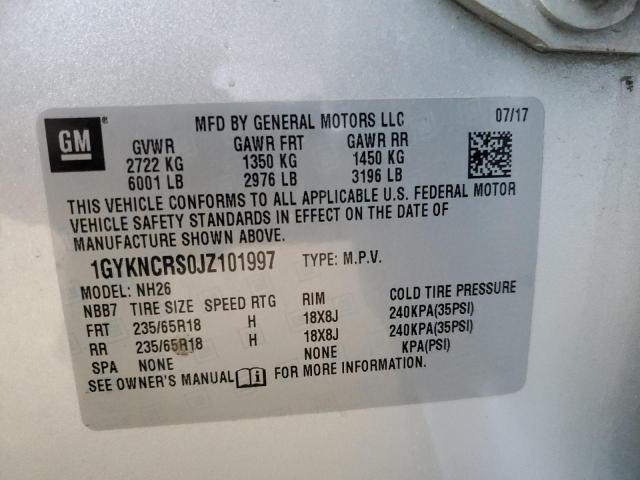 GM
MFD BY GENERAL MOTORS LLC 07/17
GVWR GAWR FRT GAWR RR
2722 KG 1350 KG 1450 KG
6001 LB 2976 LB 3196 LB
THIS VEHICLE CONFORMS TO ALL APPLICABLE U.S. FEDERAL MOTOR
VEHICLE SAFETY STANDARDS IN EFFECT ON THE DATE OF
MANUFACTURE SHOWN ABOVE.
1GYKNCRS0JZ101997 TYPE: M.P.V.
MODEL: NH26
NBB7 TIRE SIZE SPEED RTG RIM COLD TIRE PRESSURE
FRT 235/65R18 H 18X8J 240KPA(35PSI)
RR 235/65R18 H 18X8J 240KPA(35PSI)
SPA NONE NONE KPA(PSI)
SEE OWNER'S MANUAL FOR MORE INFORMATION.